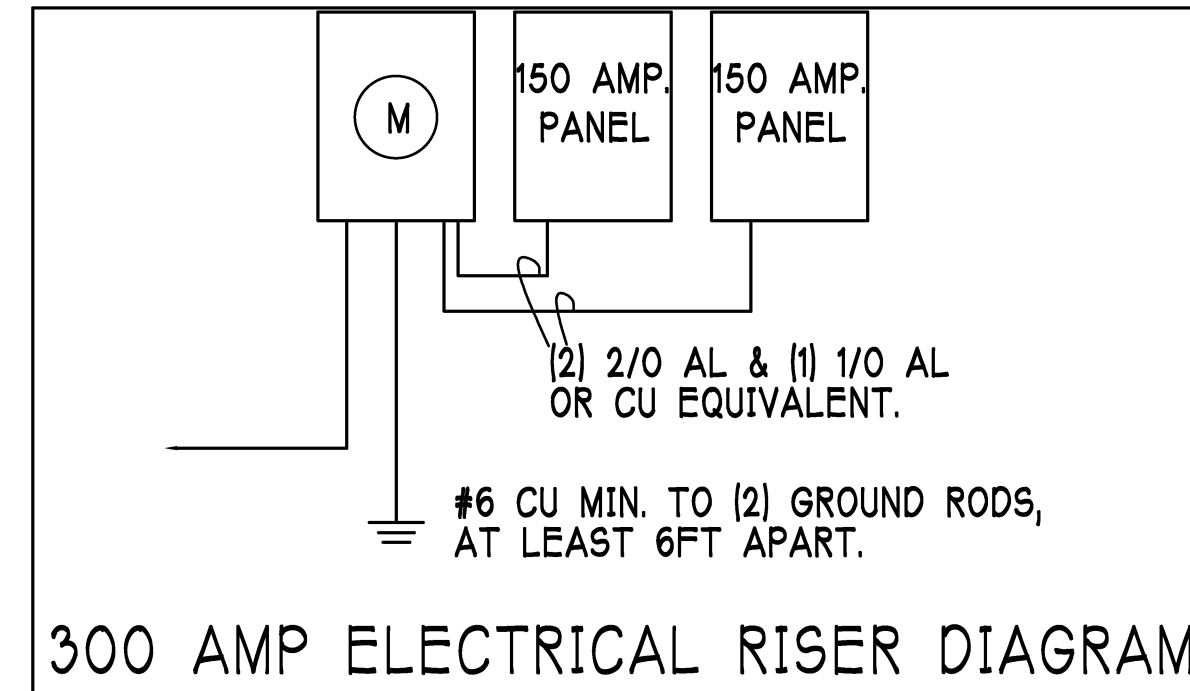 M
150 AMP.
PANEL
150 AMP.
PANEL
(2) 2/0 AL & (1) 1/0 AL
OR CU EQUIVALENT.
#6 CU MIN. TO (2) GROUND RODS,
AT LEAST 6FT APART.
300 AMP ELECTRICAL RISER DIAGRAM